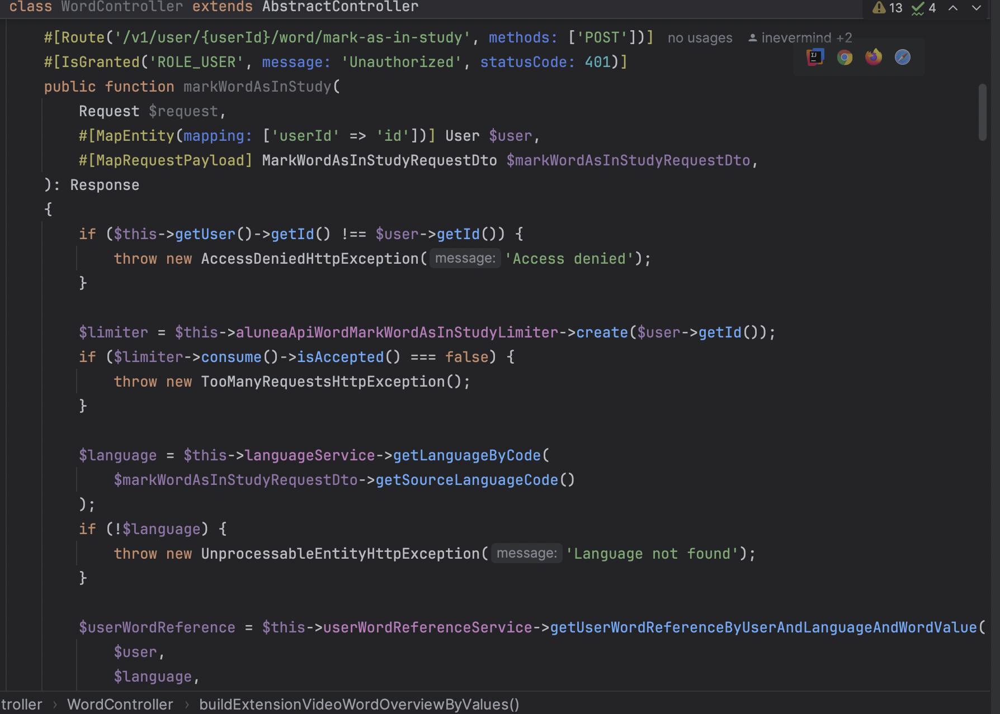 class WordController extends AbstractController
13 4
#[Route('/v1/user/{userId}/word/mark-as-in-study', methods: ['POST'])] no usages inevermind +2
#[IsGranted('ROLE_USER', message: 'Unauthorized', statusCode: 401)]
public function markWordAsInStudy(
Request $request,
#[MapEntity(mapping: ['userId' => 'id'])] User $user,
#[MapRequestPayload] MarkWordAsInStudyRequestDto $markWordAsInStudyRequestDto,
): Response
{
if ($this->getUser()->getId() !== $user->getId()) {
throw new AccessDeniedHttpException( message: 'Access denied');
}
$limiter = $this->aluneaApiWordMarkWordAsInStudyLimiter->create($user->getId());
if ($limiter->consume()->isAccepted() === false) {
throw new TooManyRequestsHttpException();
}
$language = $this->languageService->getLanguageByCode(
$markWordAsInStudyRequestDto->getSourceLanguageCode()
);
if (!$language) {
throw new UnprocessableEntityHttpException( message: 'Language not found');
}
$userWordReference = $this->userWordReferenceService->getUserWordReferenceByUserAndLanguageAndWordValue(
$user,
$language,
troller › WordController › buildExtensionVideoWordOverviewByValues()